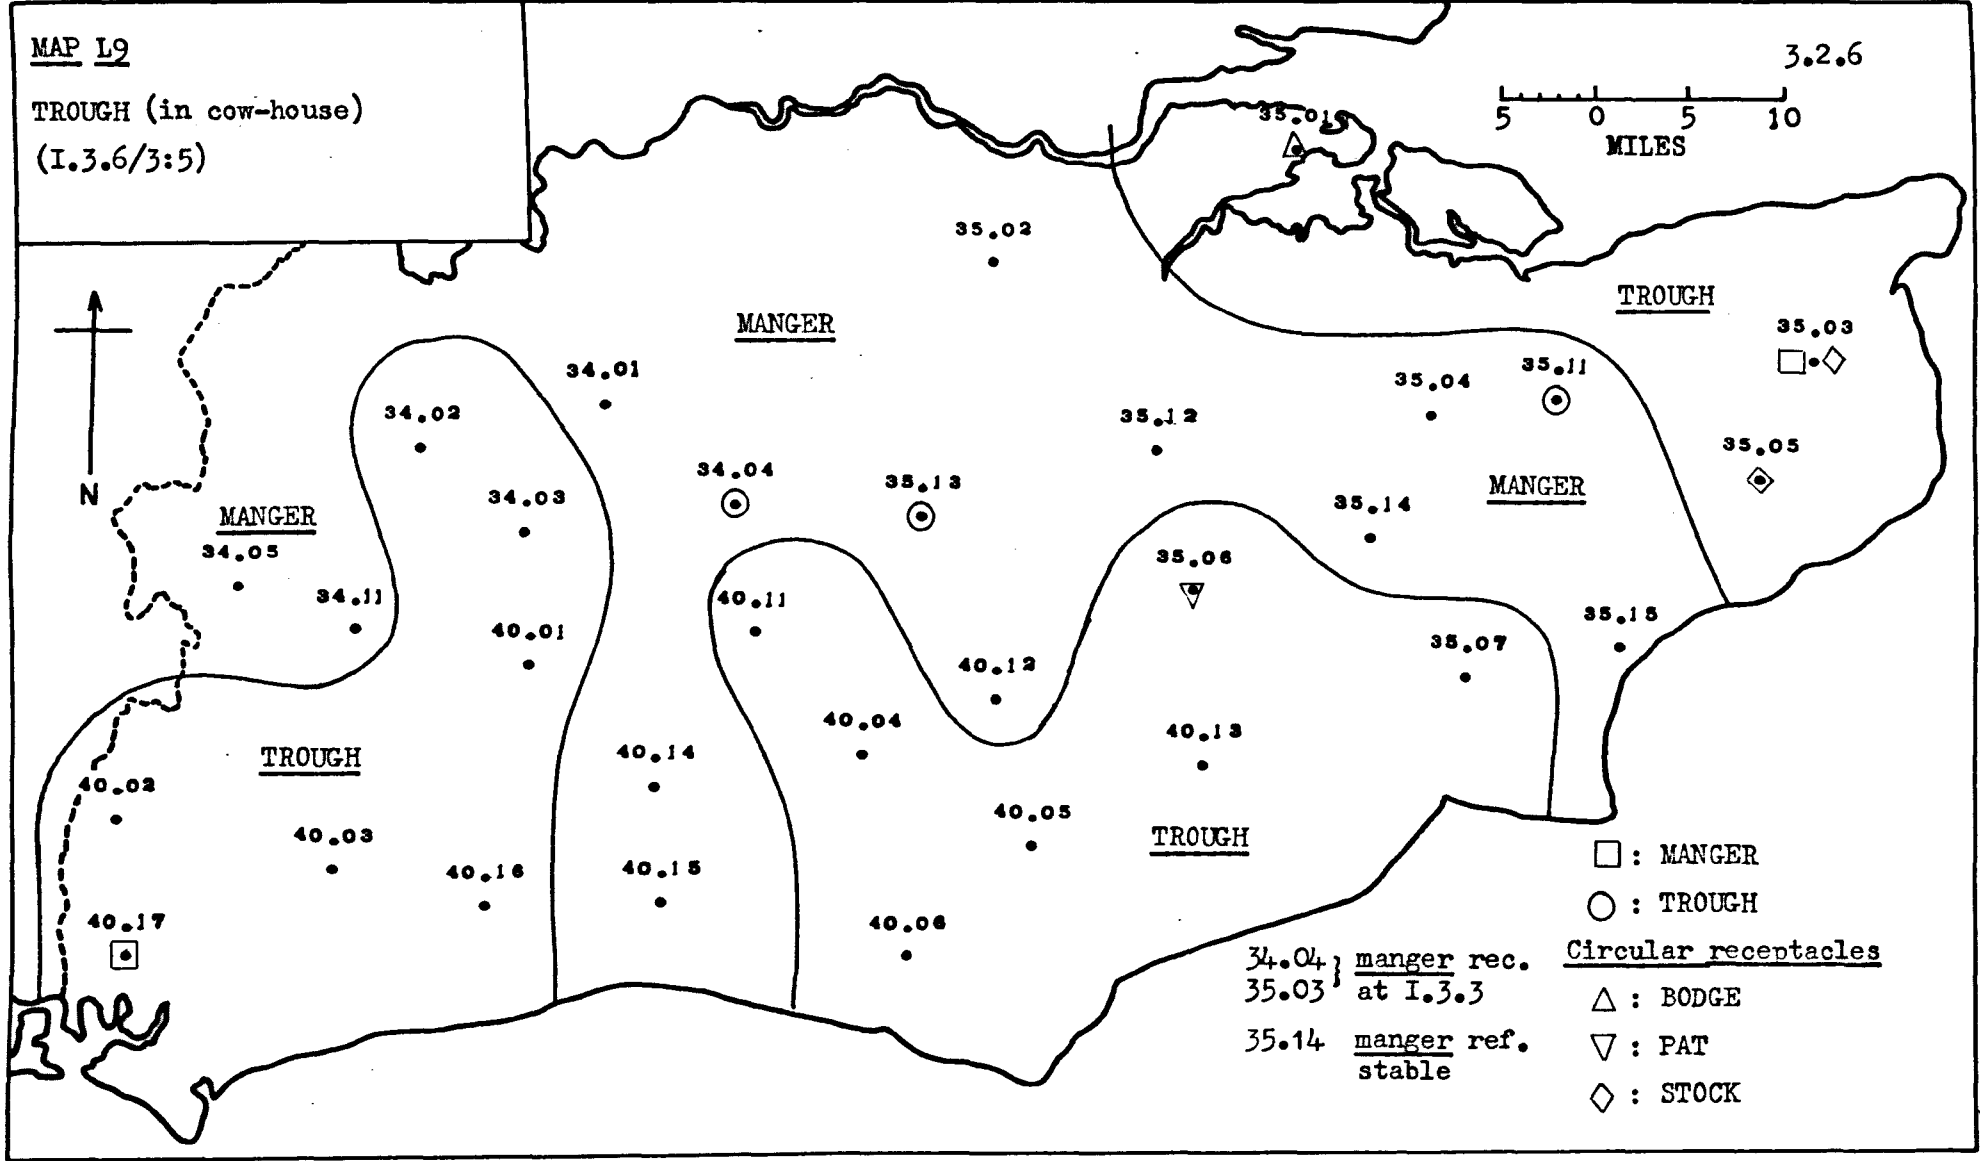 MAP L9
TROUGH (in cow-house)
(I.3.6/3:5)
3.2.6
5 0 5 10
MILES
N
35.01
35.02
TROUGH
MANGER
35.03
34.01
35.11
35.04
34.02
35.12
35.05
34.04
35.13
34.03
MANGER
35.14
MANGER
34.05
35.06
34.11
40.11
40.01
35.15
35.07
40.12
40.04
40.13
40.14
TROUGH
40.02
40.05
40.03
TROUGH
40.16
40.15
40.17
40.06
□ : MANGER
○ : TROUGH
Circular receptacles
△ : BODGE
▽ : PAT
◇ : STOCK
34.04 } manger rec.
35.03 } at I.3.3
35.14 manger ref.
stable